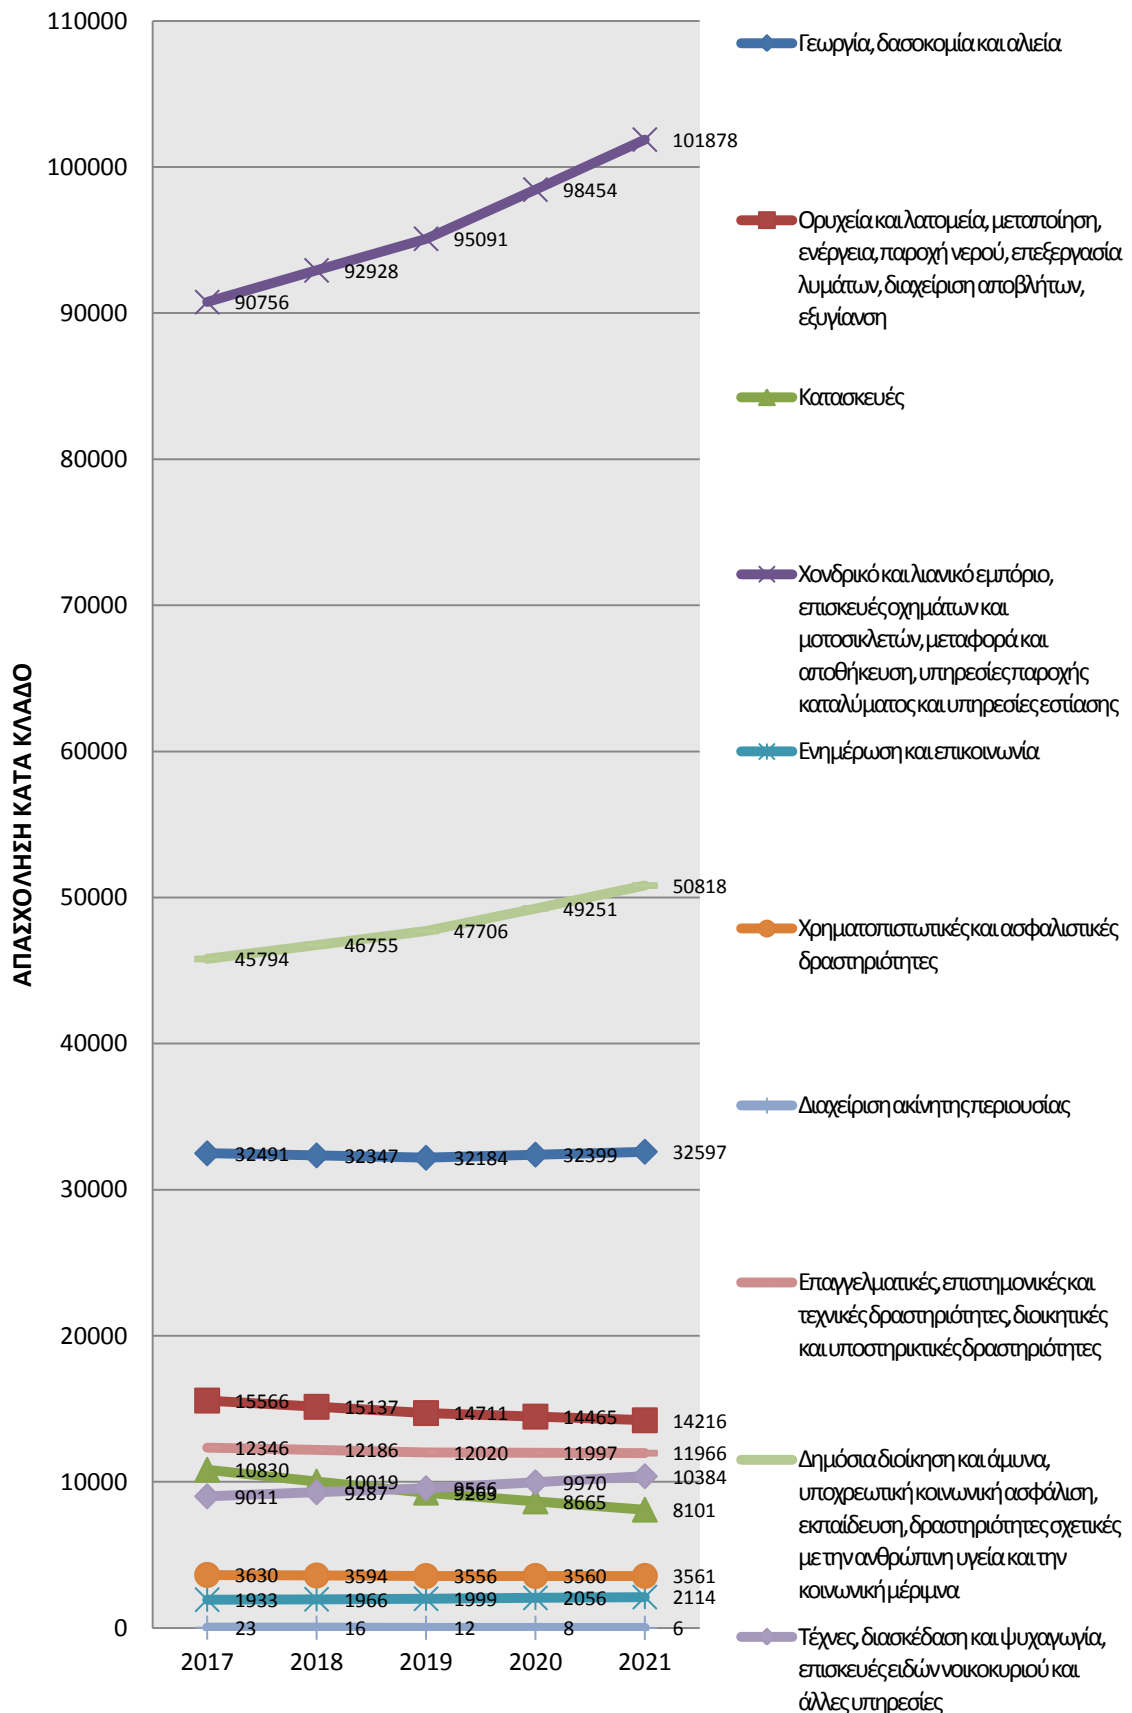 110000
100000
90000
80000
70000
60000
50000
40000
30000
20000
10000
0
ΑΠΑΣΧΟΛΗΣΗ ΚΑΤΑ ΚΛΑΔΟ
90756
92928
95091
98454
101878
45794
46755
47706
49251
50818
32491
32347
32184
32399
32597
15566
15137
14711
14465
14216
12346
12186
12020
11997
11966
10830
10019
9263
8665
8101
9011
9287
9566
9970
10384
3630
3594
3556
3560
3561
1933
1966
1999
2056
2114
23
16
12
8
6
2017
2018
2019
2020
2021
Γεωργία, δασοκομία και αλιεία
Ορυχεία και λατομεία, μεταποίηση,
ενέργεια, παροχή νερού, επεξεργασία
λυμάτων, διαχείριση αποβλήτων,
εξυγίανση
Κατασκευές
Χονδρικό και λιανικό εμπόριο,
επισκευές οχημάτων και
μοτοσικλετών, μεταφορά και
αποθήκευση, υπηρεσίες παροχής
καταλύματος και υπηρεσίες εστίασης
Ενημέρωση και επικοινωνία
Χρηματοπιστωτικές και ασφαλιστικές
δραστηριότητες
Διαχείριση ακίνητης περιουσίας
Επαγγελματικές, επιστημονικές και
τεχνικές δραστηριότητες, διοικητικές
και υποστηρικτικές δραστηριότητες
Δημόσια διοίκηση και άμυνα,
υποχρεωτική κοινωνική ασφάλιση,
εκπαίδευση, δραστηριότητες σχετικές
με την ανθρώπινη υγεία και την
κοινωνική μέριμνα
Τέχνες, διασκέδαση και ψυχαγωγία,
επισκευές ειδών νοικοκυριού και
άλλες υπηρεσίες